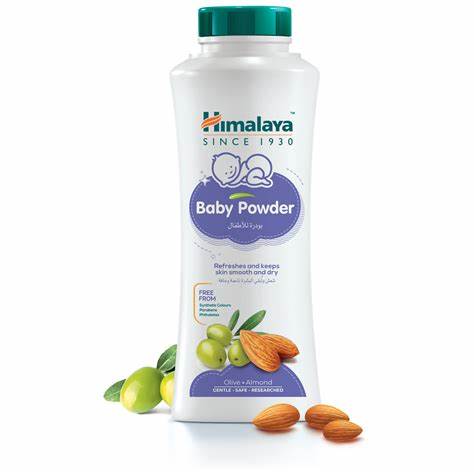 Himalaya™
SINCE 1930
Baby Powder
بودرة للأطفال
Refreshes and keeps
skin smooth and dry
FREE
FROM
Synthetic Colours
Parabens
Phthalates
Olive • Almond
GENTLE - SAFE - RESEARCHED